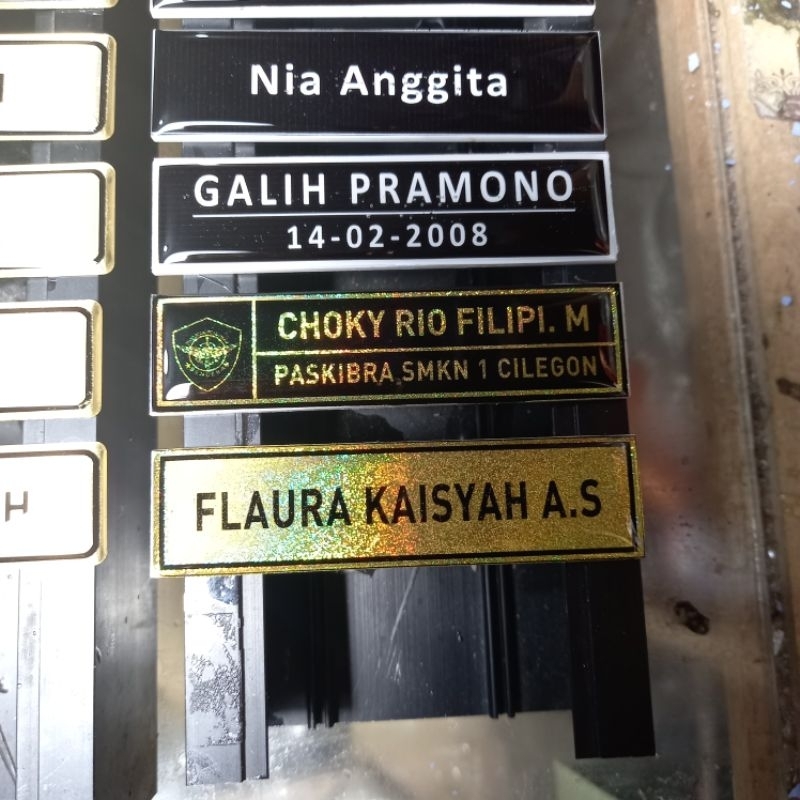 Nia Anggita
GALIH PRAMONO
14-02-2008
CHOKY RIO FILIPI. M
PASKIBRA SMKN 1 CILEGON
H
FLAURA KAISYAH A.S